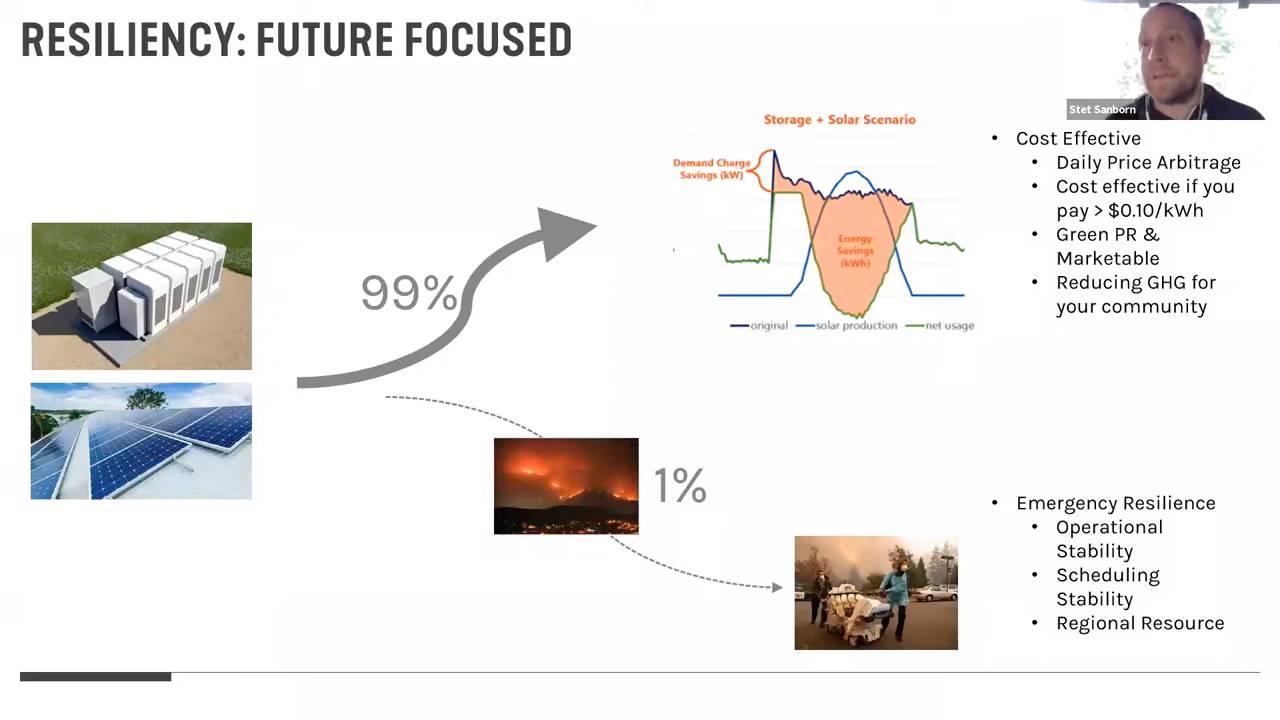 RESILIENCY: FUTURE FOCUSED
Stet Sanborn
Storage + Solar Scenario
Demand Charge
Savings (kW)
Energy
Savings
(kWh)
original
solar production
net usage
99%
1%
• Cost Effective
• Daily Price Arbitrage
• Cost effective if you
pay > $0.10/kWh
• Green PR &
Marketable
• Reducing GHG for
your community
• Emergency Resilience
• Operational
Stability
• Scheduling
Stability
• Regional Resource